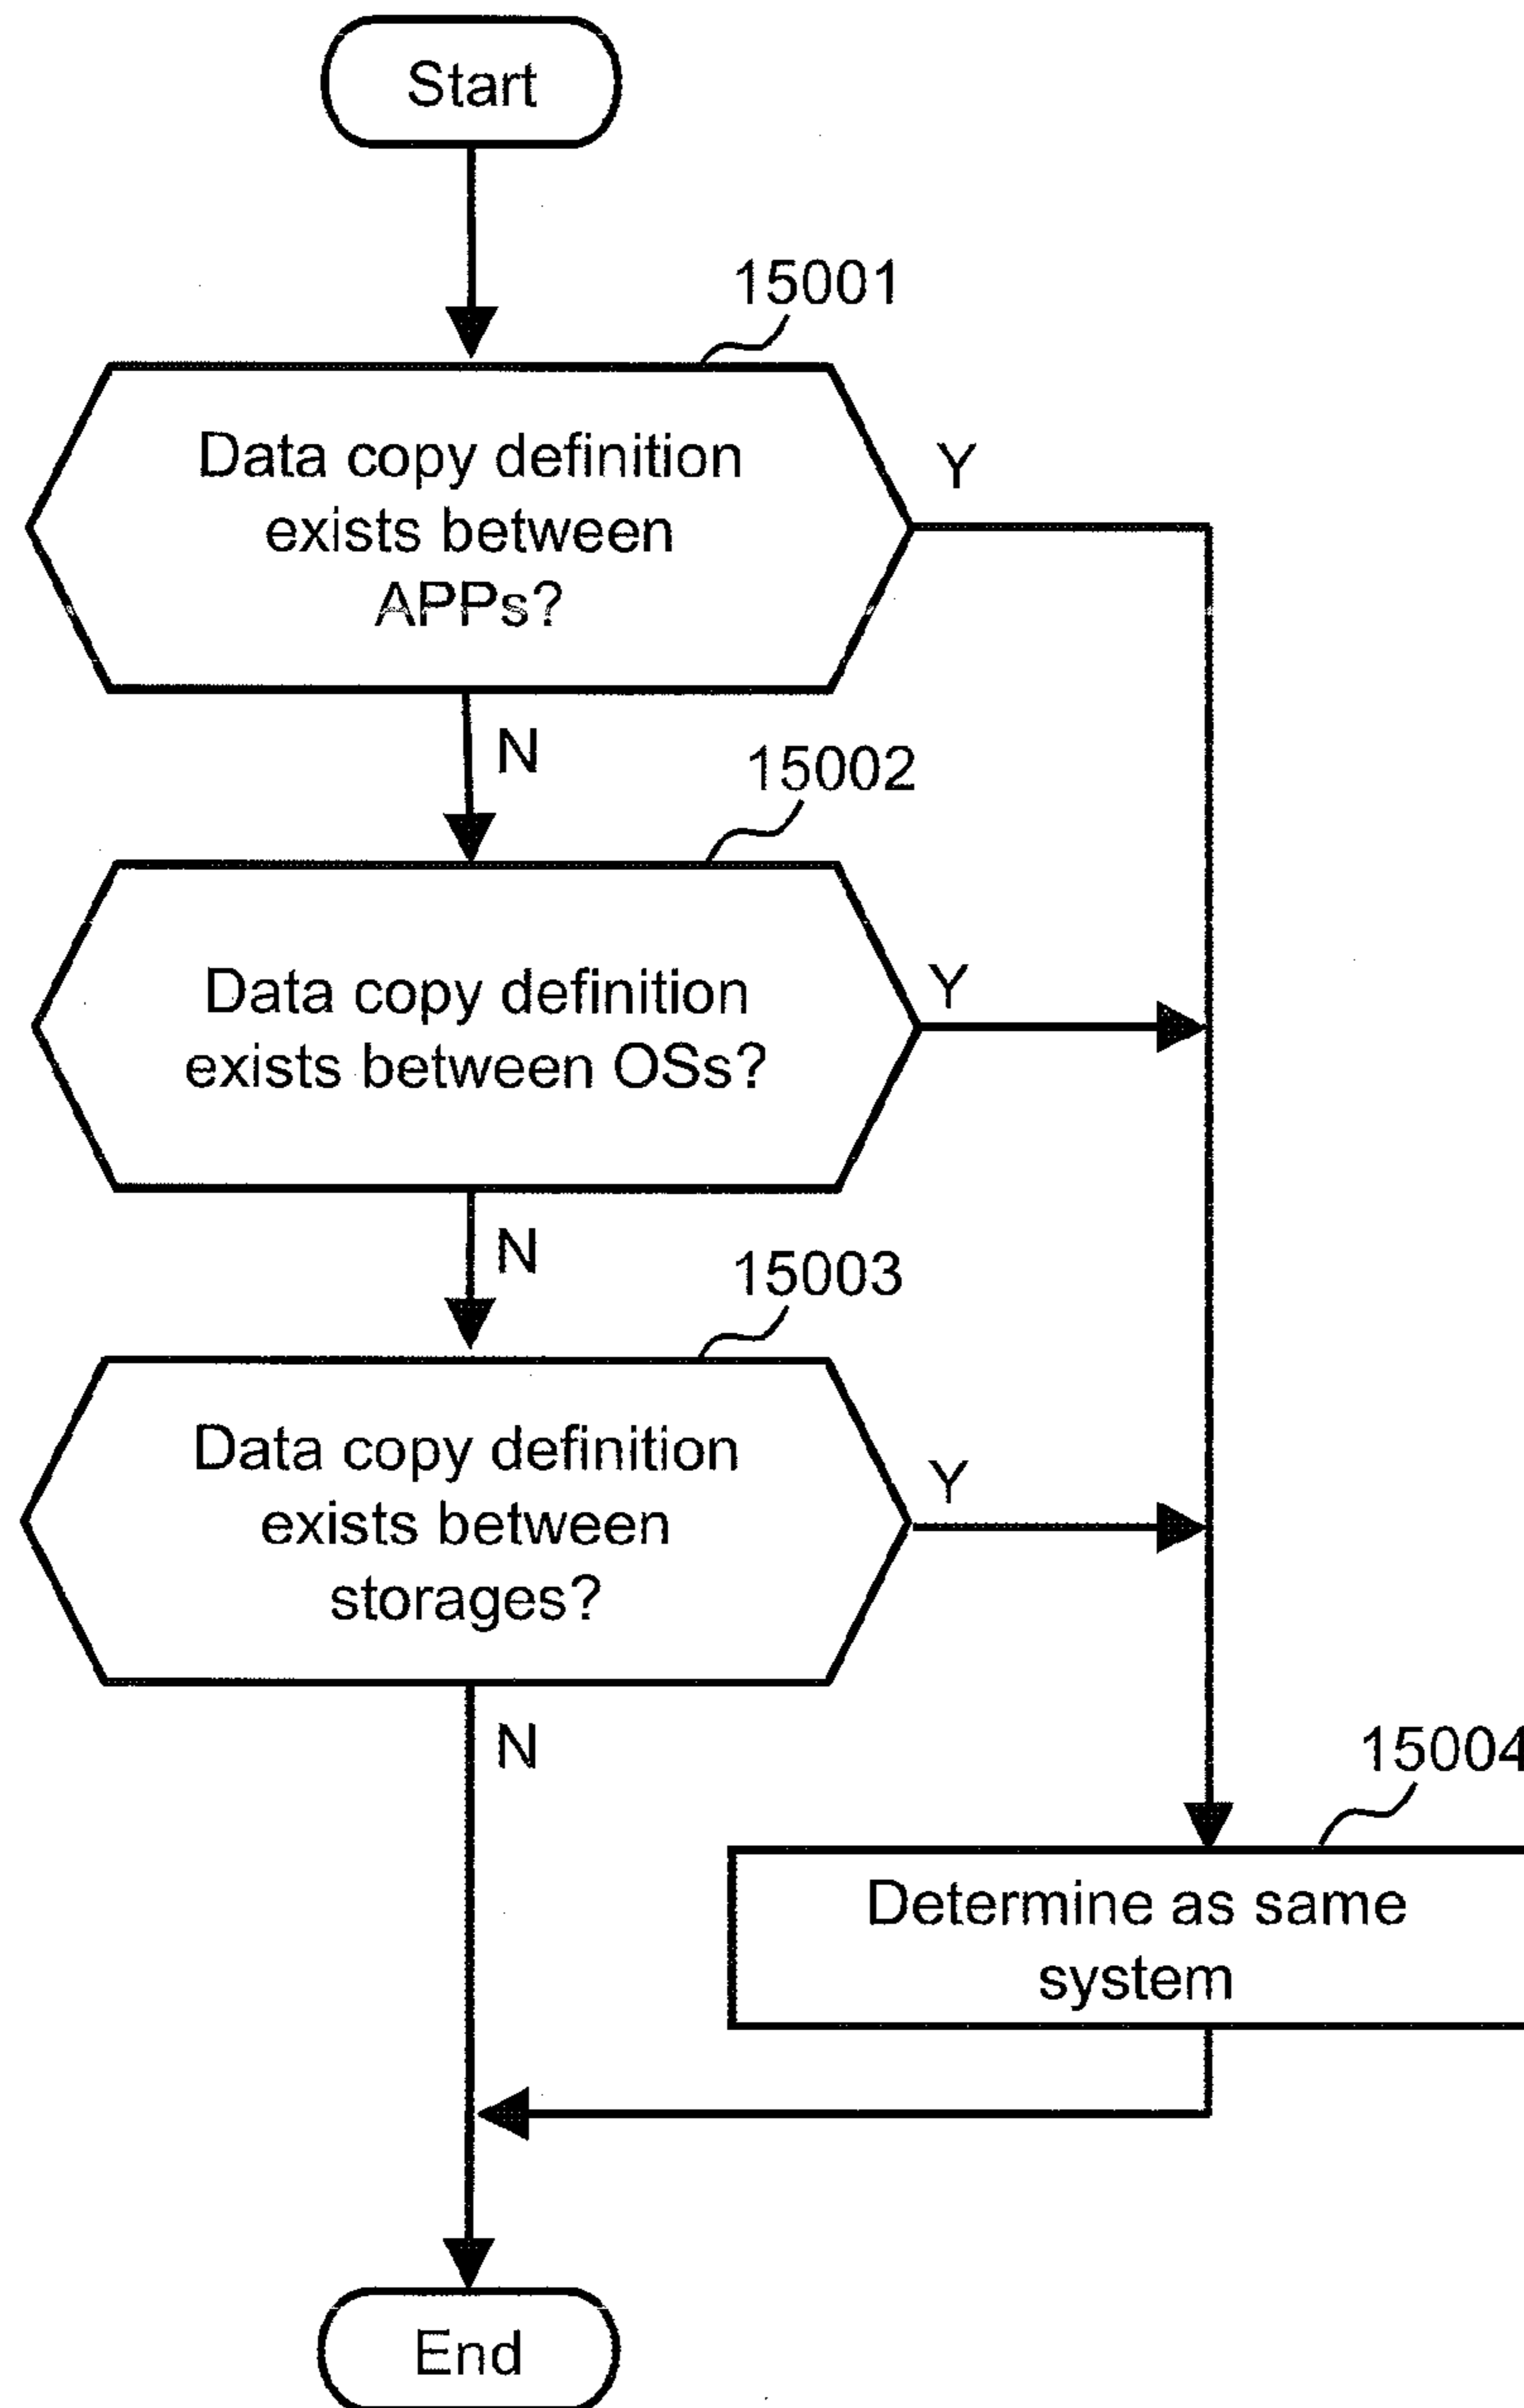 Start
15001
Data copy definition
exists between
APPs?
Y
N
15002
Data copy definition
exists between OSs?
Y
N
15003
Data copy definition
exists between
storages?
Y
N
15004
Determine as same
system
End